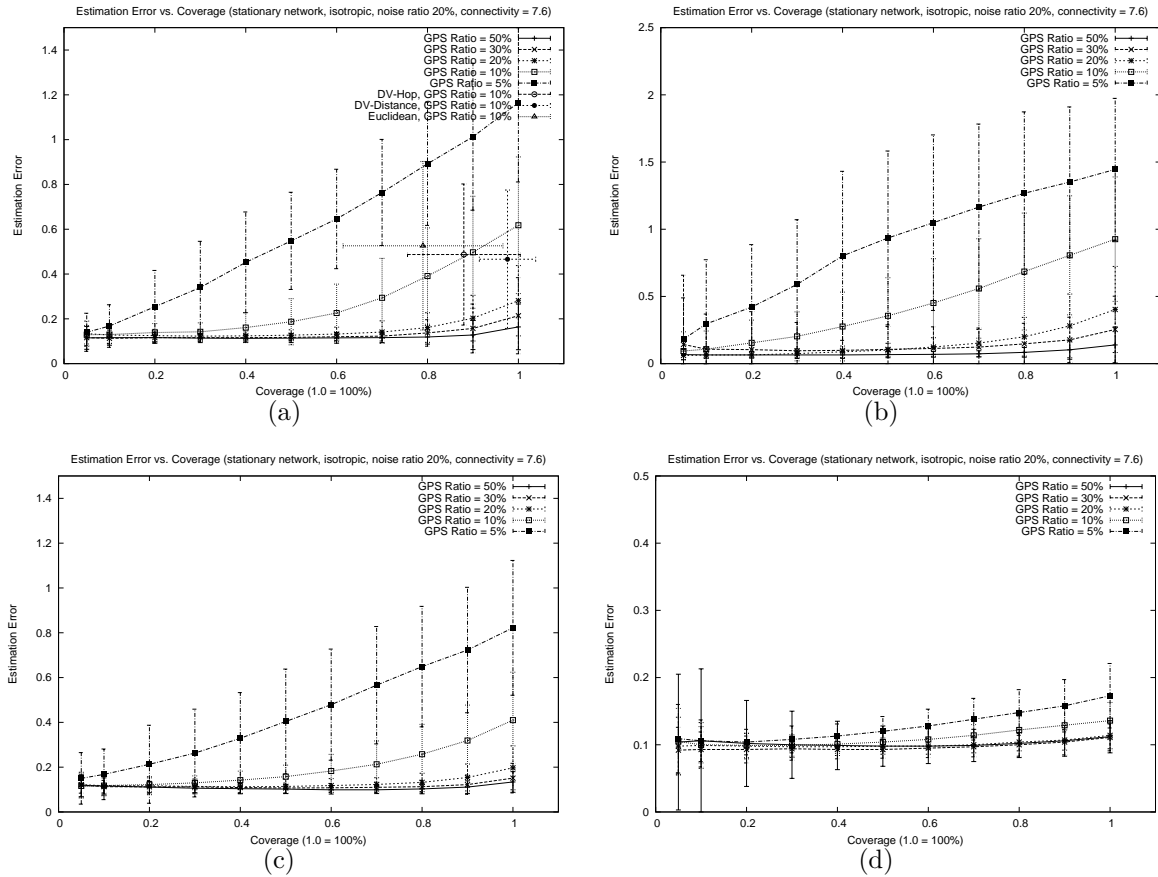 Estimation Error vs. Coverage (stationary network, isotropic, noise ratio 20%, connectivity = 7.6)
1.4
1.2
1
0.8
0.6
0.4
0.2
0
Estimation Error
GPS Ratio = 50%
GPS Ratio = 30%
GPS Ratio = 20%
GPS Ratio = 10%
GPS Ratio = 5%
DV-Hop, GPS Ratio = 10%
DV-Distance, GPS Ratio = 10%
Euclidean, GPS Ratio = 10%
0 0.2 0.4 0.6 0.8 1
Coverage (1.0 = 100%)
(a)
Estimation Error vs. Coverage (stationary network, isotropic, noise ratio 20%, connectivity = 7.6)
2.5
2
1.5
1
0.5
0
Estimation Error
GPS Ratio = 50%
GPS Ratio = 30%
GPS Ratio = 20%
GPS Ratio = 10%
GPS Ratio = 5%
0 0.2 0.4 0.6 0.8 1
Coverage (1.0 = 100%)
(b)
Estimation Error vs. Coverage (stationary network, isotropic, noise ratio 20%, connectivity = 7.6)
1.4
1.2
1
0.8
0.6
0.4
0.2
0
Estimation Error
GPS Ratio = 50%
GPS Ratio = 30%
GPS Ratio = 20%
GPS Ratio = 10%
GPS Ratio = 5%
0 0.2 0.4 0.6 0.8 1
Coverage (1.0 = 100%)
(c)
Estimation Error vs. Coverage (stationary network, isotropic, noise ratio 20%, connectivity = 7.6)
0.5
0.4
0.3
0.2
0.1
0
Estimation Error
GPS Ratio = 50%
GPS Ratio = 30%
GPS Ratio = 20%
GPS Ratio = 10%
GPS Ratio = 5%
0 0.2 0.4 0.6 0.8 1
Coverage (1.0 = 100%)
(d)